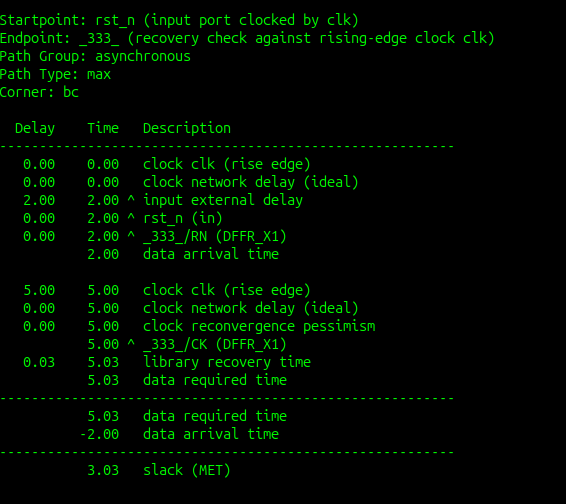 Startpoint: rst_n (input port clocked by clk)
Endpoint: _333_ (recovery check against rising-edge clock clk)
Path Group: asynchronous
Path Type: max
Corner: bc

  Delay    Time   Description
---------------------------------------------------------
   0.00    0.00   clock clk (rise edge)
   0.00    0.00   clock network delay (ideal)
   2.00    2.00 ^ input external delay
   0.00    2.00 ^ rst_n (in)
   0.00    2.00 ^ _333_/RN (DFFR_X1)
           2.00   data arrival time

   5.00    5.00   clock clk (rise edge)
   0.00    5.00   clock network delay (ideal)
   0.00    5.00   clock reconvergence pessimism
           5.00 ^ _333_/CK (DFFR_X1)
   0.03    5.03   library recovery time
           5.03   data required time
---------------------------------------------------------
           5.03   data required time
          -2.00   data arrival time
---------------------------------------------------------
           3.03   slack (MET)